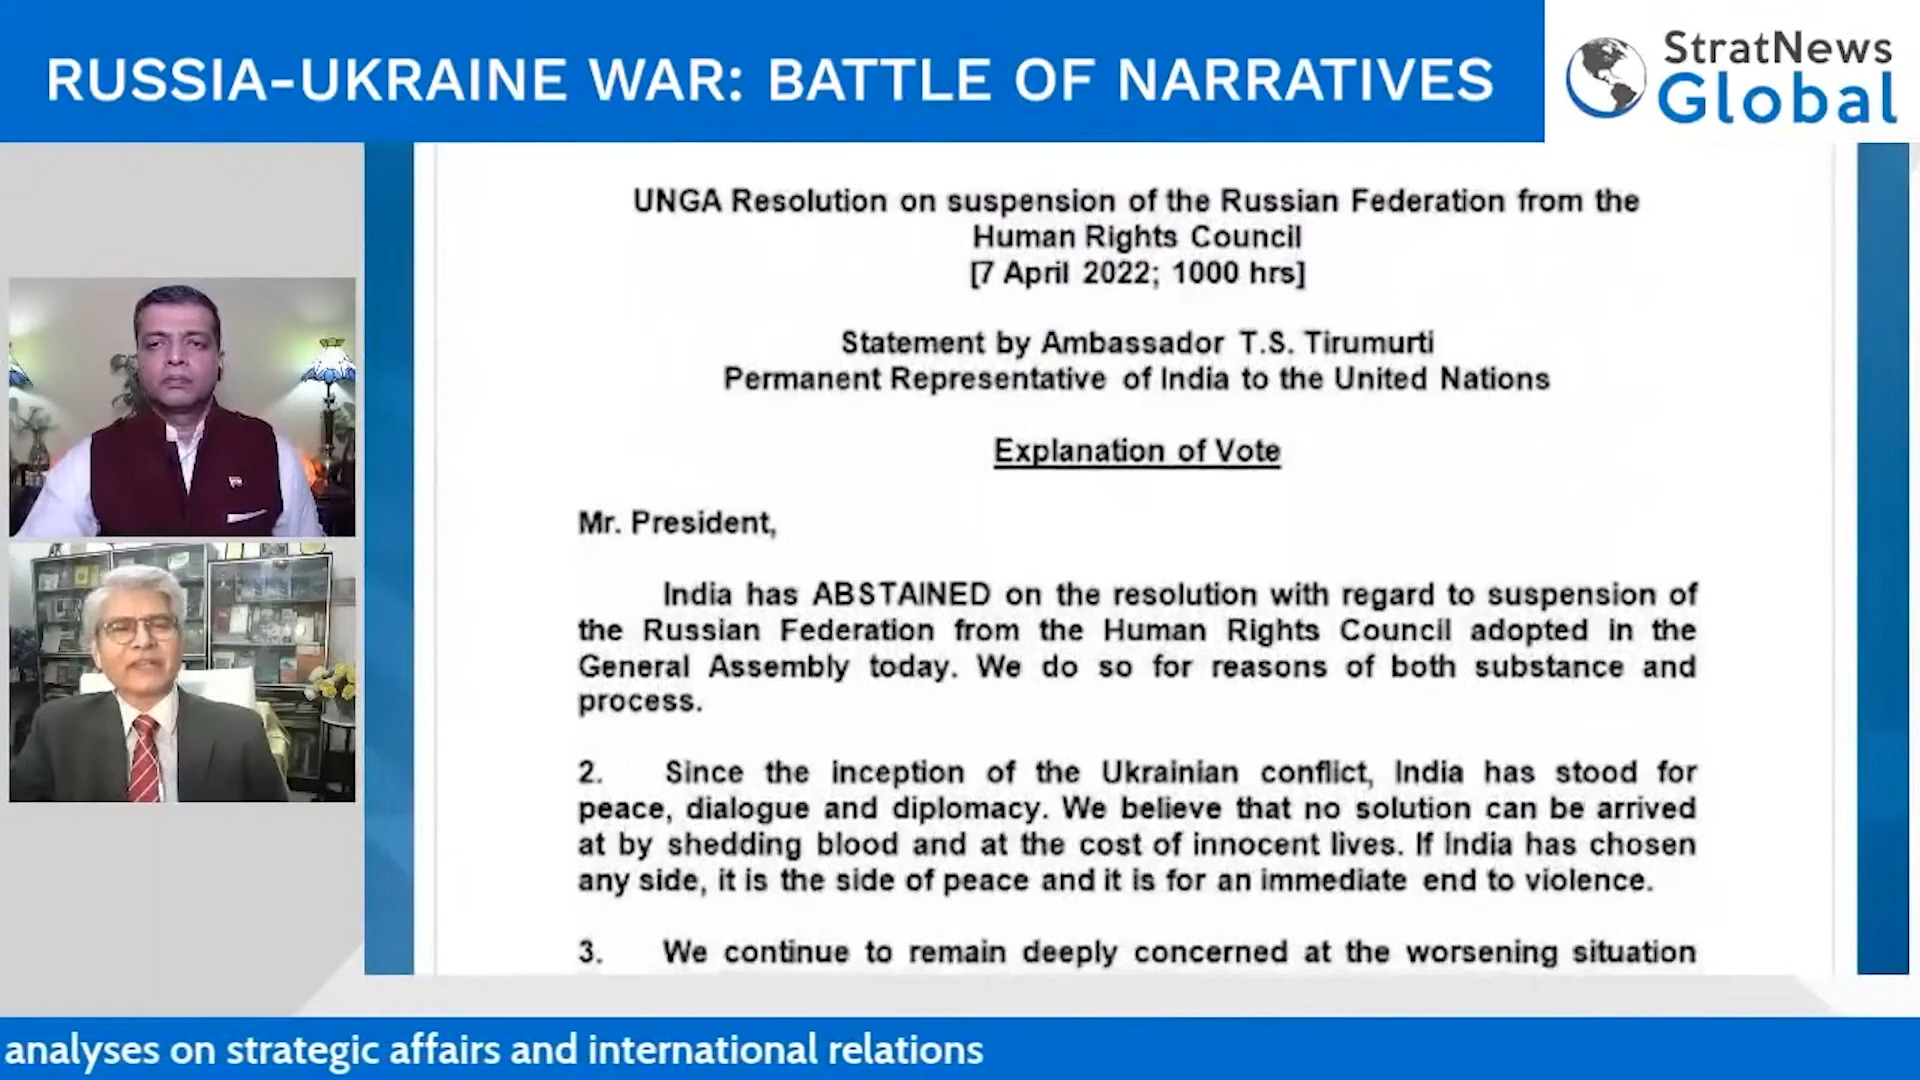 RUSSIA-UKRAINE WAR: BATTLE OF NARRATIVES
StratNews
Global
UNGA Resolution on suspension of the Russian Federation from the
Human Rights Council
[7 April 2022; 1000 hrs]
Statement by Ambassador T.S. Tirumurti
Permanent Representative of India to the United Nations
Explanation of Vote
Mr. President,
India has ABSTAINED on the resolution with regard to suspension of
the Russian Federation from the Human Rights Council adopted in the
General Assembly today. We do so for reasons of both substance and
process.
2. Since the inception of the Ukrainian conflict, India has stood for
peace, dialogue and diplomacy. We believe that no solution can be arrived
at by shedding blood and at the cost of innocent lives. If India has chosen
any side, it is the side of peace and it is for an immediate end to violence.
3. We continue to remain deeply concerned at the worsening situation
analyses on strategic affairs and international relations